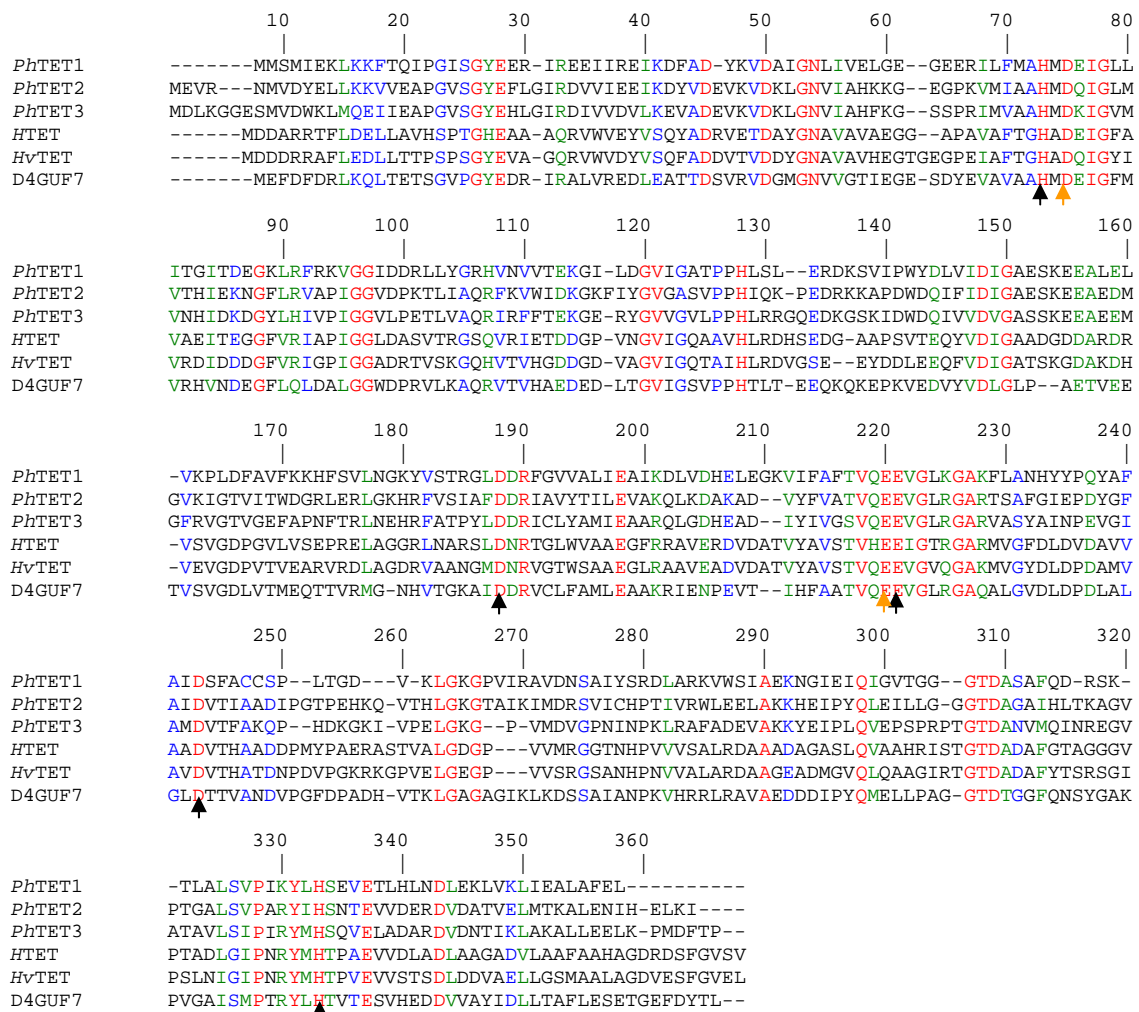 10 20 30 40 50 60 70 80
PhTET1 -------MMSMIEKLKKFTQIPGISGYEER-IREEIIREIKDFAD-YKVDAIGNLIVELGE--GEERILFMAHMDEIGLL
PhTET2 MEVR--NMVDYELLKKVVEAPGVSGYEFLGIRDVVIEEIKDYVDEVKVDKLGNVIAHKKG--EGPKVMIAAHMDQIGLM
PhTET3 MDLKGGESMVDWKLMQEIIEAPGVSGYEHLGIRDIVVDVLKEVADEVKVDKLGNVIAHFKG--SSPRIMVAAHMDKIGVM
HTET ------MDDARRTFLDELLAVHSPTGHEAA-AQRVWVEYVSQYADRVETDAYGNAVAVAEGG--APAVAFTGHADEIGFA
HvTET ------MDDDRRAFLEDLLTTPSPSGYEVA-GQRVWVDYVSQFADDVTVDDYGNAVAVHEGTGEGPEIAFTGHADQIGYI
D4GUF7 -------MEFDFDRLKQLTETSGVPGYEDR-IRALVREDLEATTDSVRVDGMGNVVGTIEGE-SDYEVAVAAHMDEIGFM
90 100 110 120 130 140 150 160
PhTET1 ITGITDEGKLRFRKVGGIDDRLLYGRHVNVVTEKGI-LDGVIGATPPHLSL--ERDKSVIPWYDLVIDIGAESKEEALEL
PhTET2 VTHIEKNGFLRVAPIGGVDPKTLIAQRFKVWIDKGKFIYGVGASVPPHIQK-PEDRKKAPDWDQIFIDIGAESKEEAEDM
PhTET3 VNHIDKDGYLHIVPIGGVLPETLVAQRIRFFTEKGE-RYGVVGVLPPHLRRGQEDKGSKIDWDQIVVDVGASSKEEAEEM
HTET VAEITEGGFVRIAPIGGLDASVTRGSQVRIETDDGP-VNGVIGQAAVHLRDHSEDG-AAPSVTEQYVDIGAADGDDARDR
HvTET VRDIDDDGFVRIGPIGGADRTVSKGQHVTVHGDDGD-VAGVIGQTAIHLRDVGSE--EYDDLEEQFVDIGATSKGDAKDH
D4GUF7 VRHVNDEGFLQLDALGGWDPRVLKAQRVTVHAEDED-LTGVIGSVPPHTLT-EEQKQKEPKVEDVYVDLGLP--AETVEE
170 180 190 200 210 220 230 240
PhTET1 -VKPLDFAVFKKHFSVLNGKYVSTRGLDDRFGVVALIEAIKDLVDHELEGKVIFAFTVQEEVGLKGAKFLANHYYPQYAF
PhTET2 GVKIGTVITWDGRLERLGKHRFVSIAFDDRIAVYTILEVAKQLKDAKAD--VYFVATVQEEVGLRGARTSAFGIEPDYGF
PhTET3 GFRVGTVGEFAPNFTRLNEHRFATPYLDDRICLYAMIEAARQLGDHEAD--IYIVGSVQEEVGLRGARVASYAINPEVGI
HTET -VSVGDPGVLVSEPRELAGGRLNARSLDNRTGLWVAAEGFRRAVERDVDATVYAVSTVHEEIGTRGARMVGFDLDVDAVV
HvTET -VEVGDPVTVEARVRDLAGDRVAANGMDNRVGTWSAAEGLRAAVEADVDATVYAVSTVQEEVGVQGAKMVGYDLDPDAMV
D4GUF7 TVSVGDLVTMEQTTVRMG-NHVTGKAIDDRVCLFAMLEAAKRIENPEVT--IHFAATVQEEVGLRGAQALGVDLDPDLAL
250 260 270 280 290 300 310 320
PhTET1 AIDSFACCSP--LTGD--V-KLGKGPVIRAVDNSAIYSRDLARKVWSIAEKNGIEIQIGVTGG--GTDASAFQD-RSK-
PhTET2 AIDVTIAADIPGTPEHKQ-VTHLGKGTAIKIMDRSVICHPTIVRWLEELAKKHEIPYQLEILLG-GGTDAGAIHLTKAGV
PhTET3 AMDVTFAKQP--HDKGKI-VPELGKG--P-VMDVGPNINPKLRAFADEVAKKYEIPLQVEPSPRPTGTDANVMQINREGV
HTET AADVTHAADDPMYPAERASTVALGDGP---VVMRGGTNHPVVVSALRDAAADAGASLQVAAHRISTGTDADAFGTAGGGV
HvTET AVDVTHATDNPDVPGKRKGPVELGEGP---VVSRGSANHPNVVALARDAAGEADMGVQLQAAGIRTGTDADAFYTSRSGI
D4GUF7 GLDTTVANDVPGFDPADH-VTKLGAGAGIKLKDSSAIANPKVHRRLRAVAEDDDIPYQMELLPAG-GTDTGGFQNSYGAK
330 340 350 360
PhTET1 -TLALSVPIKYLHSEVETLHLNDLEKLVKLIEALAFEL----------
PhTET2 PTGALSVPARYIHSNTEVVDERDVDATVELMTKALENIH-ELKI----
PhTET3 ATAVLSIPIRYMHSQVELADARDVDNTIKLAKALLEELK-PMDFTP--
HTET PTADLGIPNRYMHTPAEVVDLADLAAGADVLAAFAAHAGDRDSFGVSV
HvTET PSLNIGIPNRYMHTPVEVVSTSDLDDVAELLGSMAALAGDVESFGVEL
D4GUF7 PVGAISMPTRYLHTVTESVHEDDVVAYIDLLTAFLESETGEFDYTL--